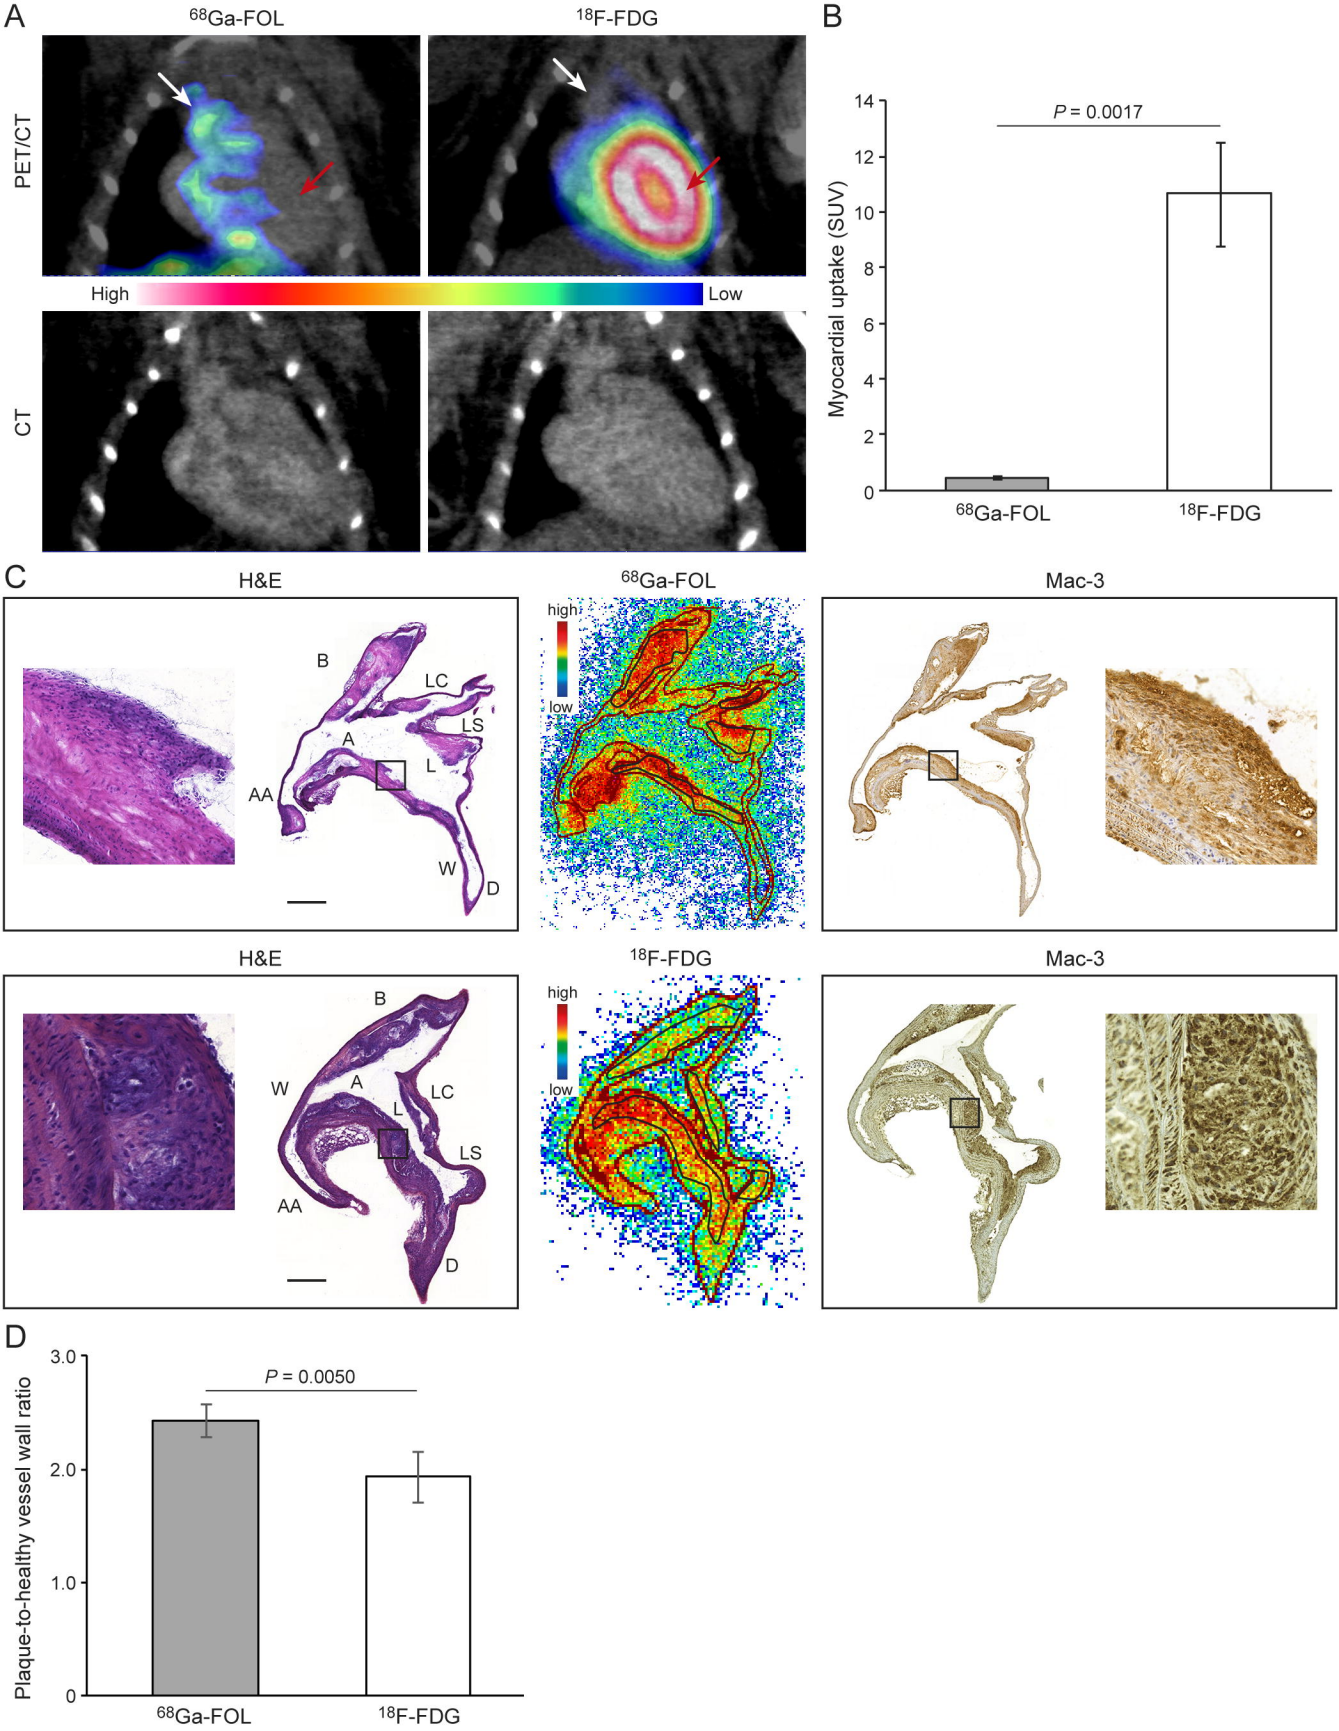 A
⁶⁸Ga-FOL
¹⁸F-FDG
PET/CT
High
Low
CT
B
Myocardial uptake (SUV)
14
12
10
8
6
4
2
0
P = 0.0017
⁶⁸Ga-FOL
¹⁸F-FDG
C
H&E
⁶⁸Ga-FOL
Mac-3
B
LC
LS
A
L
AA
W
D
high
low
H&E
¹⁸F-FDG
Mac-3
B
W
A
LC
L
LS
AA
D
high
low
D
Plaque-to-healthy vessel wall ratio
3.0
2.0
1.0
0
P = 0.0050
⁶⁸Ga-FOL
¹⁸F-FDG